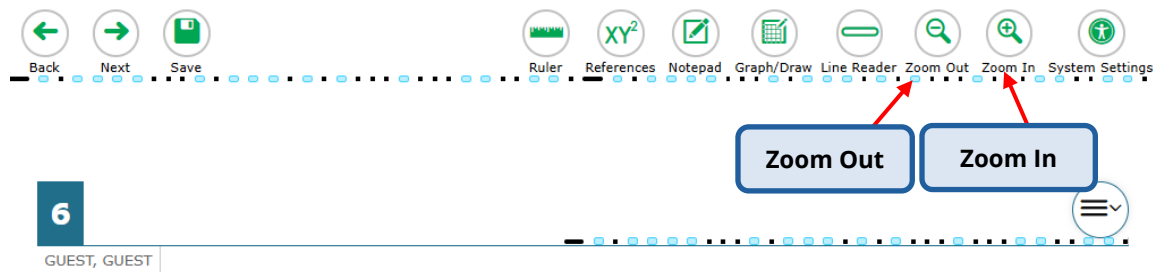 XY²
Back Next Save Ruler References Notepad Graph/Draw Line Reader Zoom Out Zoom In System Settings
Zoom Out Zoom In
6
GUEST, GUEST